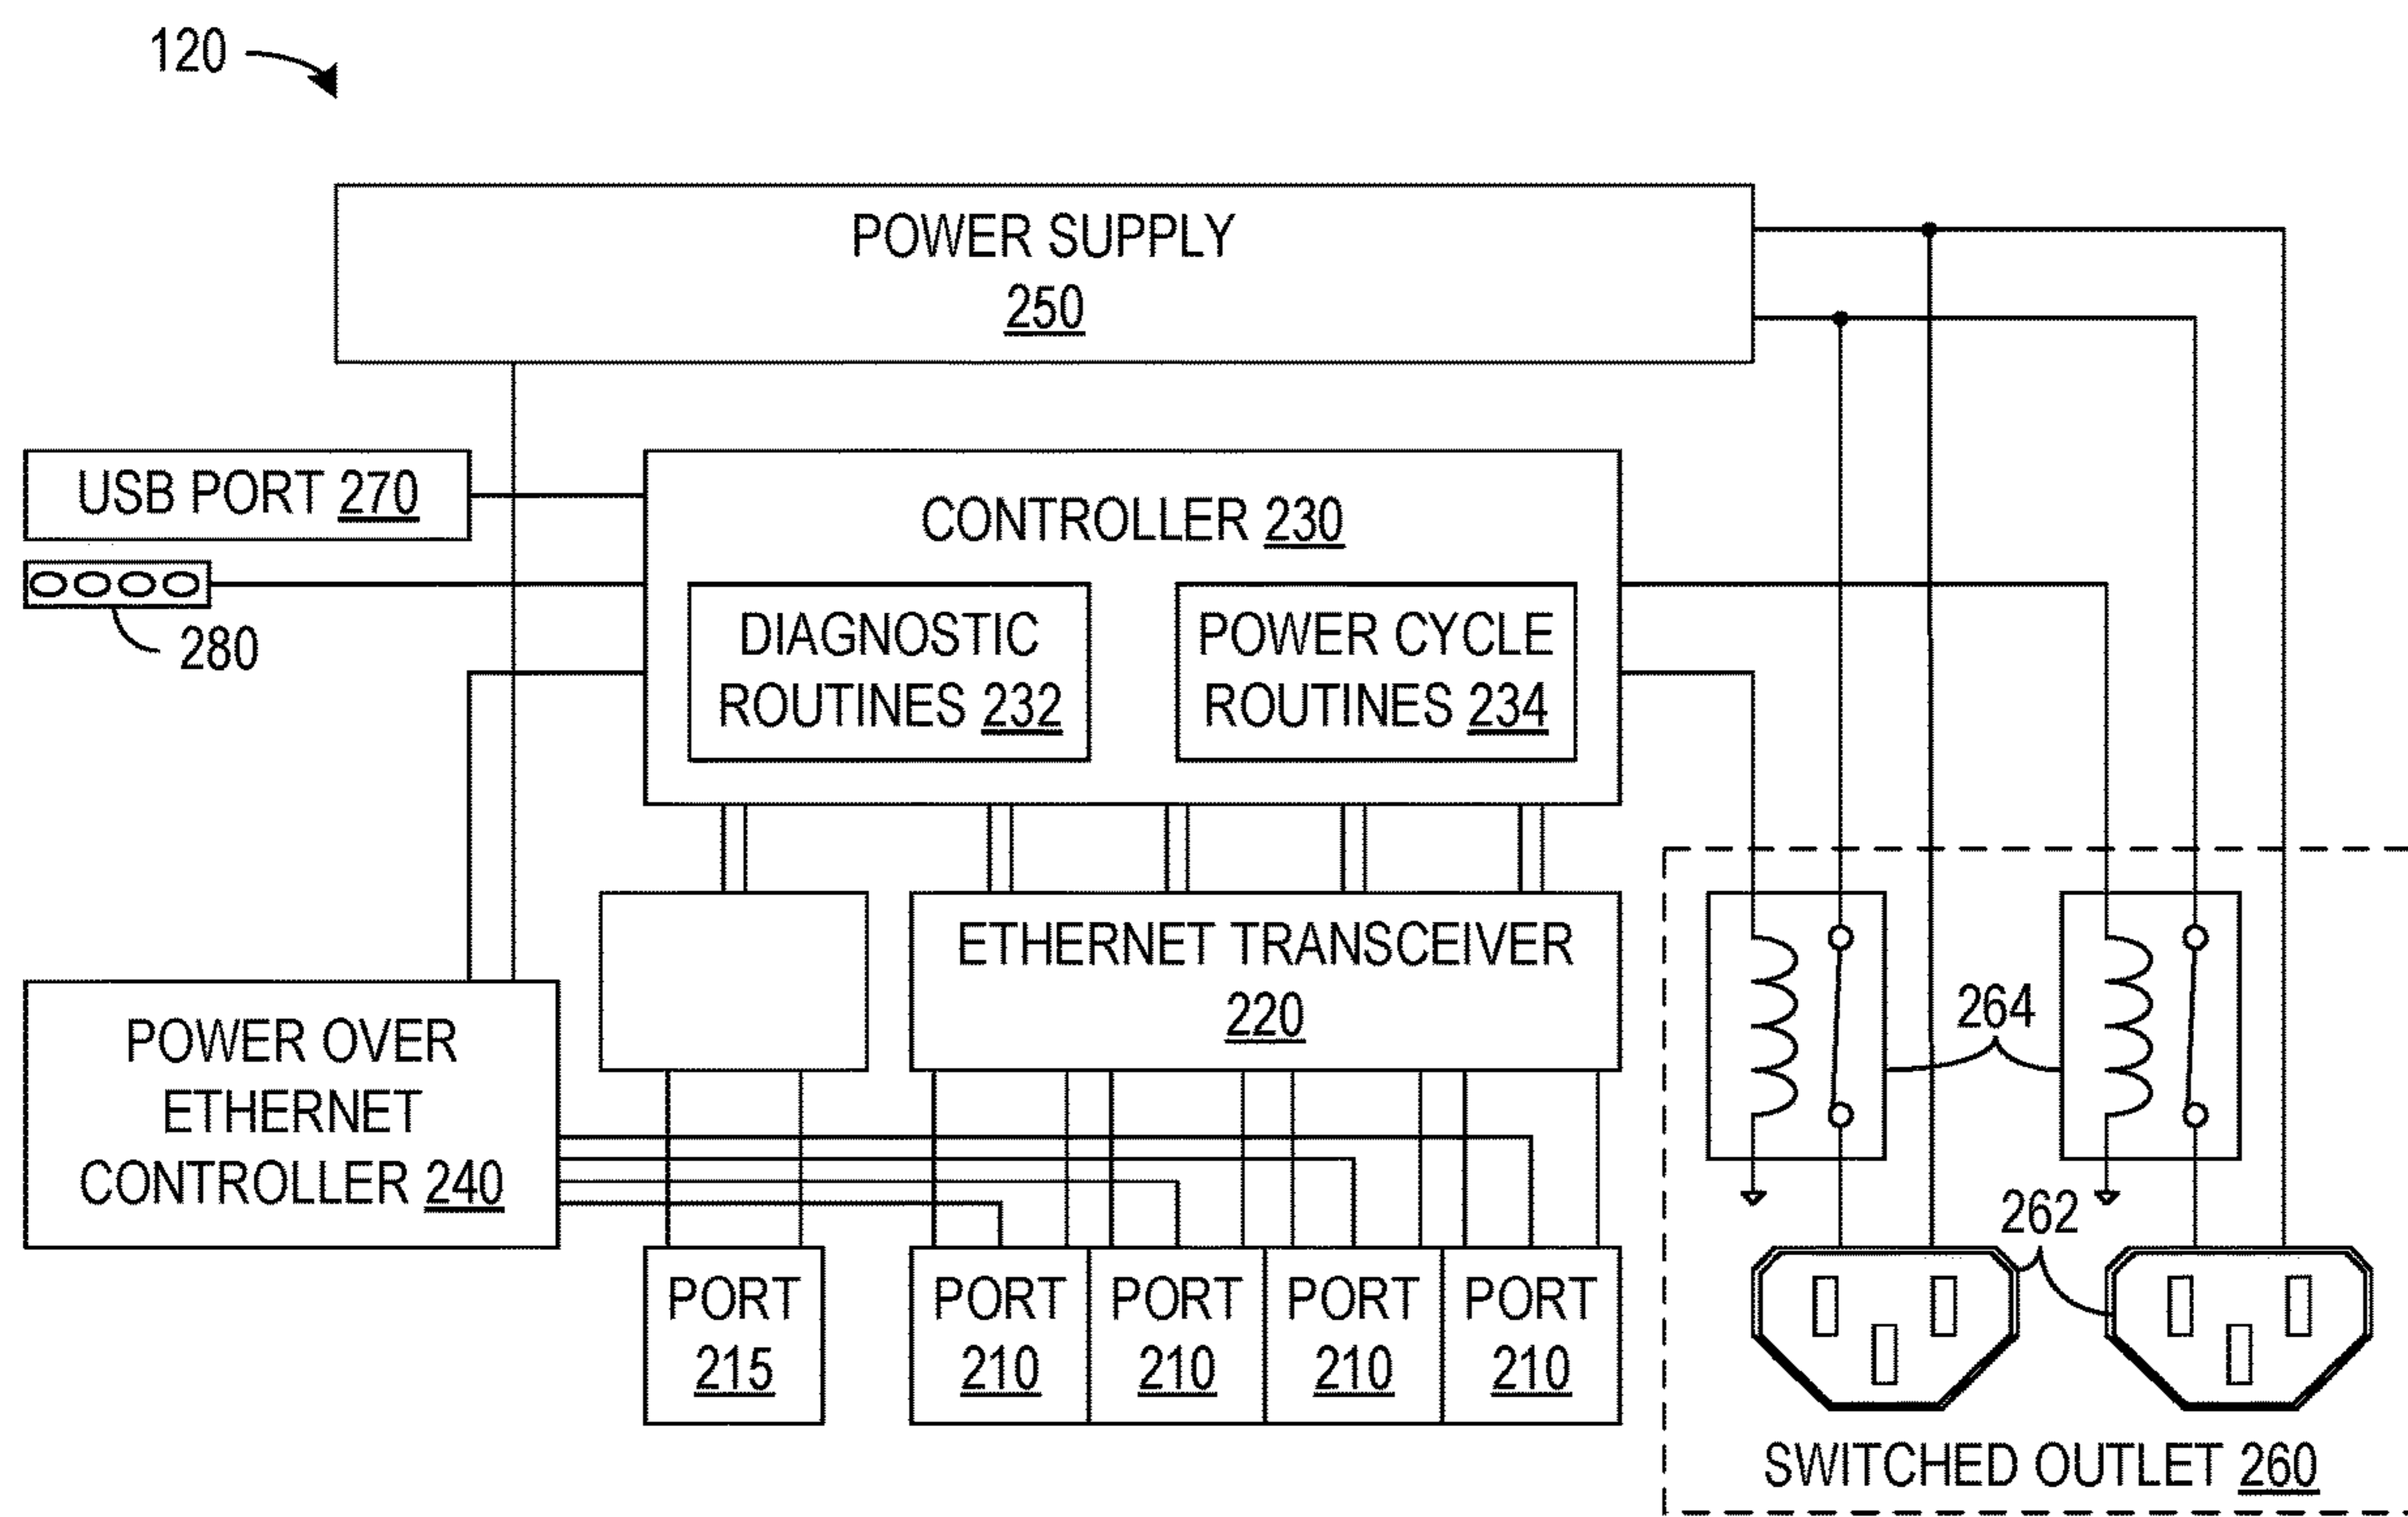 120
POWER SUPPLY
250
USB PORT 270
280
CONTROLLER 230
DIAGNOSTIC
ROUTINES 232
POWER CYCLE
ROUTINES 234
ETHERNET TRANSCEIVER
220
POWER OVER
ETHERNET
CONTROLLER 240
264
262
PORT
215
PORT
210
PORT
210
PORT
210
PORT
210
SWITCHED OUTLET 260